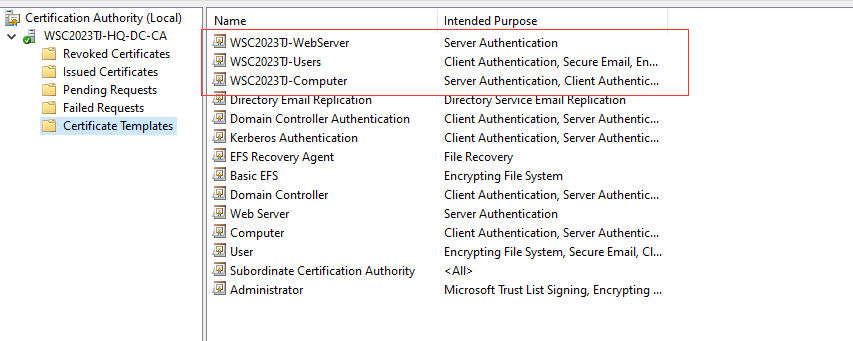 Certification Authority (Local)
WSC2023TJ-HQ-DC-CA
Revoked Certificates
Issued Certificates
Pending Requests
Failed Requests
Certificate Templates
Name Intended Purpose
WSC2023TJ-WebServer Server Authentication
WSC2023TJ-Users Client Authentication, Secure Email, En...
WSC2023TJ-Computer Server Authentication, Client Authentic...
Directory Email Replication Directory Service Email Replication
Domain Controller Authentication Client Authentication, Server Authentic...
Kerberos Authentication Client Authentication, Server Authentic...
EFS Recovery Agent File Recovery
Basic EFS Encrypting File System
Domain Controller Client Authentication, Server Authentic...
Web Server Server Authentication
Computer Client Authentication, Server Authentic...
User Encrypting File System, Secure Email, Cl...
Subordinate Certification Authority <All>
Administrator Microsoft Trust List Signing, Encrypting ...